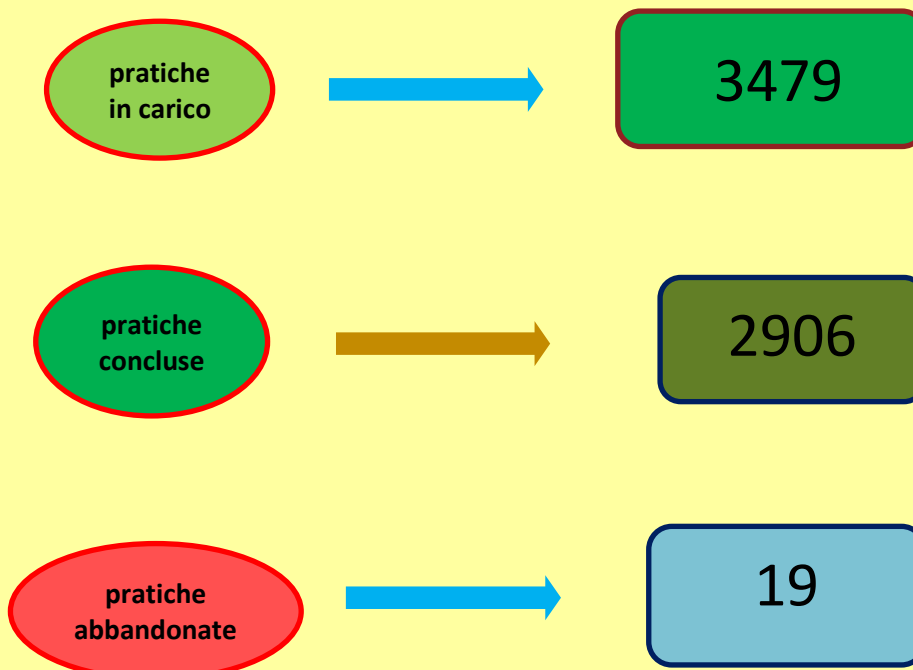 pratiche
in carico
3479
pratiche
concluse
2906
pratiche
abbandonate
19